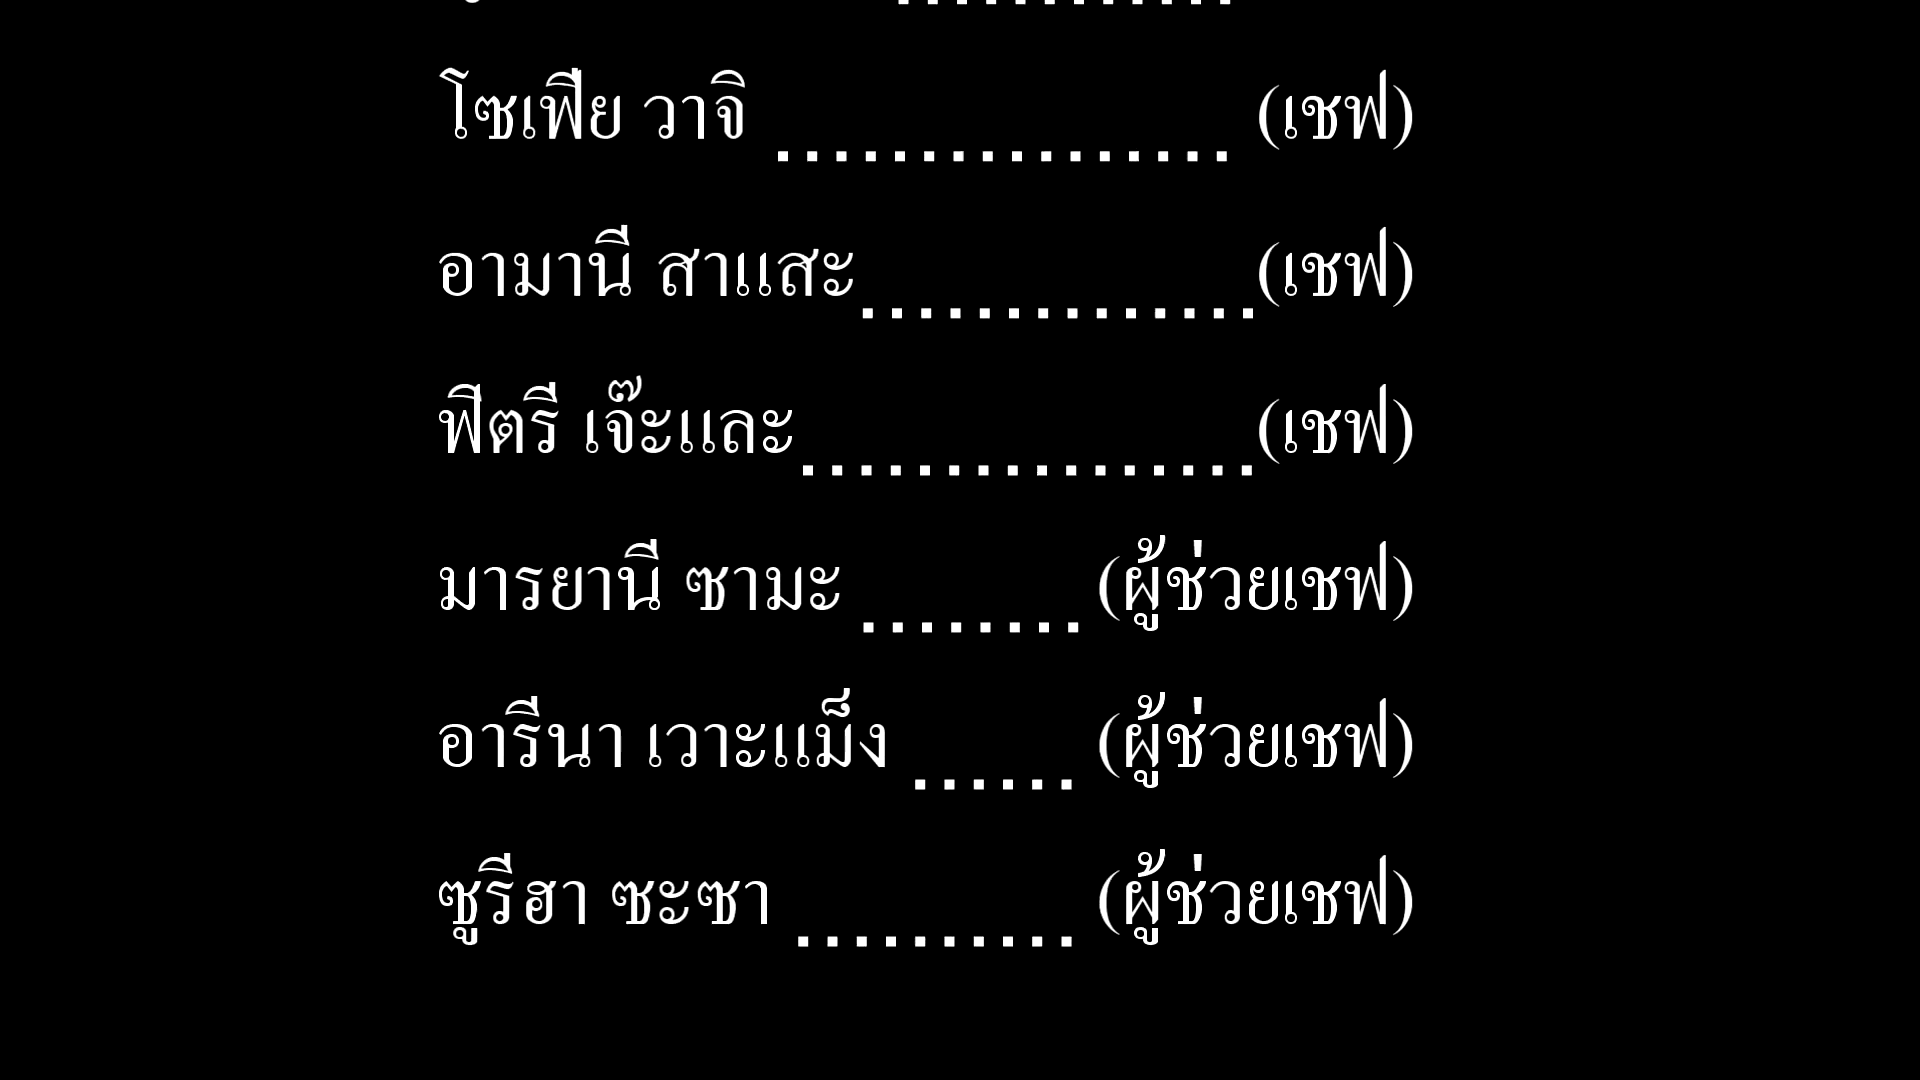 โซเฟีย วาจิ ................ (เชฟ)
อามานี สาแสะ..............(เชฟ)
ฟิตรี เจ๊ะและ................(เชฟ)
มารยานี ซามะ ........ (ผู้ช่วยเชฟ)
อารีนา เวาะแม็ง ...... (ผู้ช่วยเชฟ)
ซูรีฮา ซะซา .......... (ผู้ช่วยเชฟ)